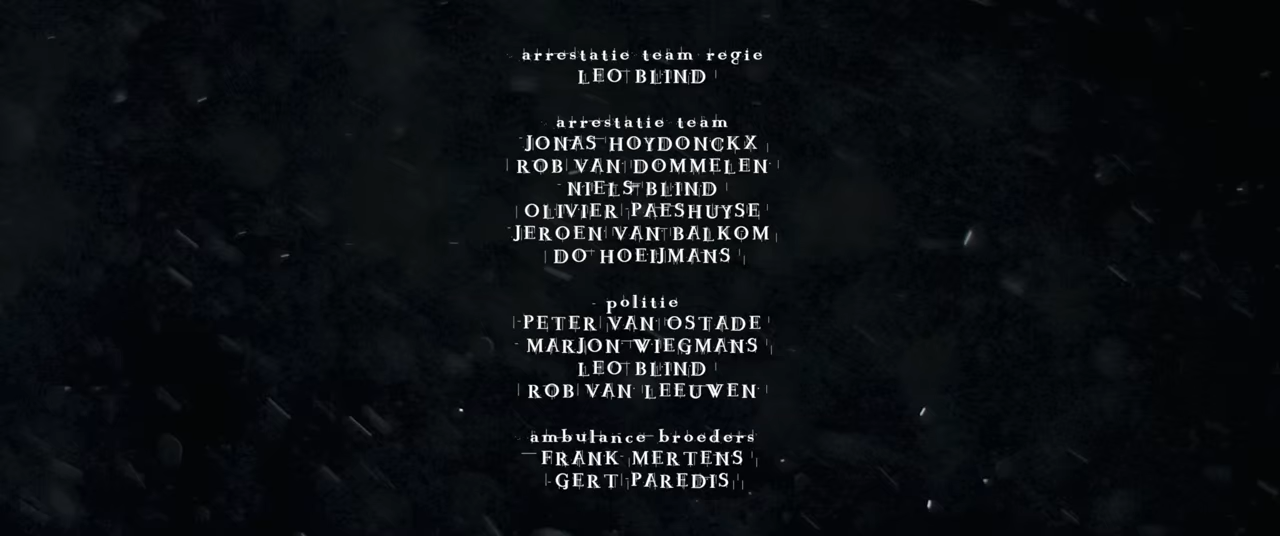 arrestatie team regie
LEO BLIND
arrestatie team
JONAS HOYDONCKX
ROB VAN DOMMELEN
NIELS BLIND
OLIVIER PAESHUYSE
JEROEN VAN BALKOM
DO HOEIJMANS
politie
PETER VAN OSTADE
MARJON WIEGMANS
LEO BLIND
ROB VAN LEEUWEN
ambulance broeders
FRANK MERTENS
GERT PAREDIS